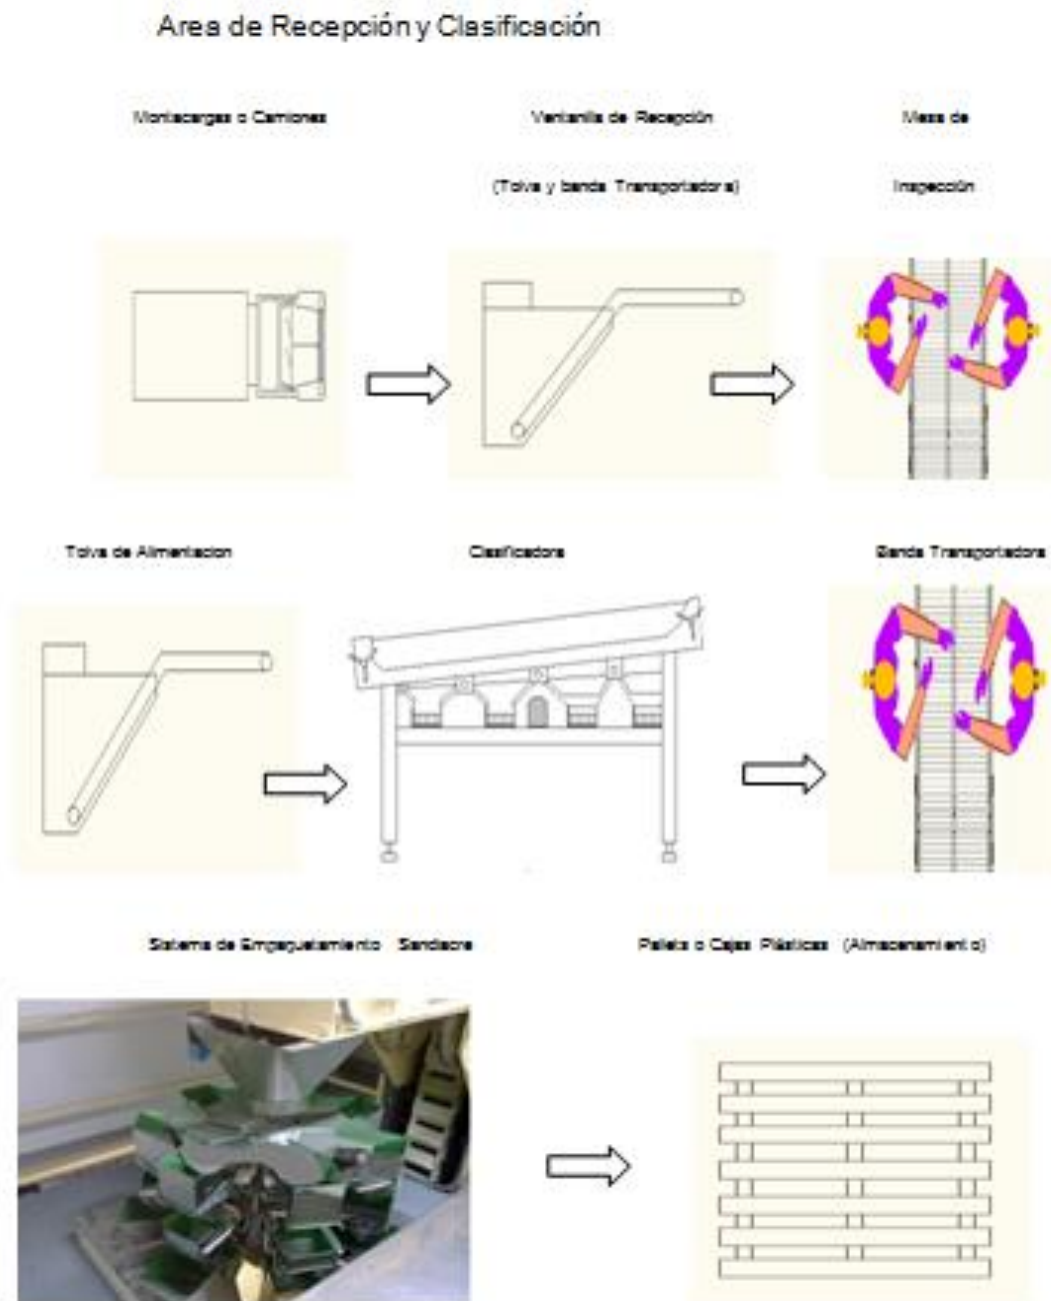 Area de Recepción y Clasificación
Montacargas o Camiones
Ventanilla de Recepción
Mesa de
(Tolva y banda Transportadora)
Inspección
Tolva de Alimentacion
Clasificadora
Banda Transportadora
Sistema de Empaquetamiento Sandiacre
Pallets o Cajas Plásticas (Almacenamiento)